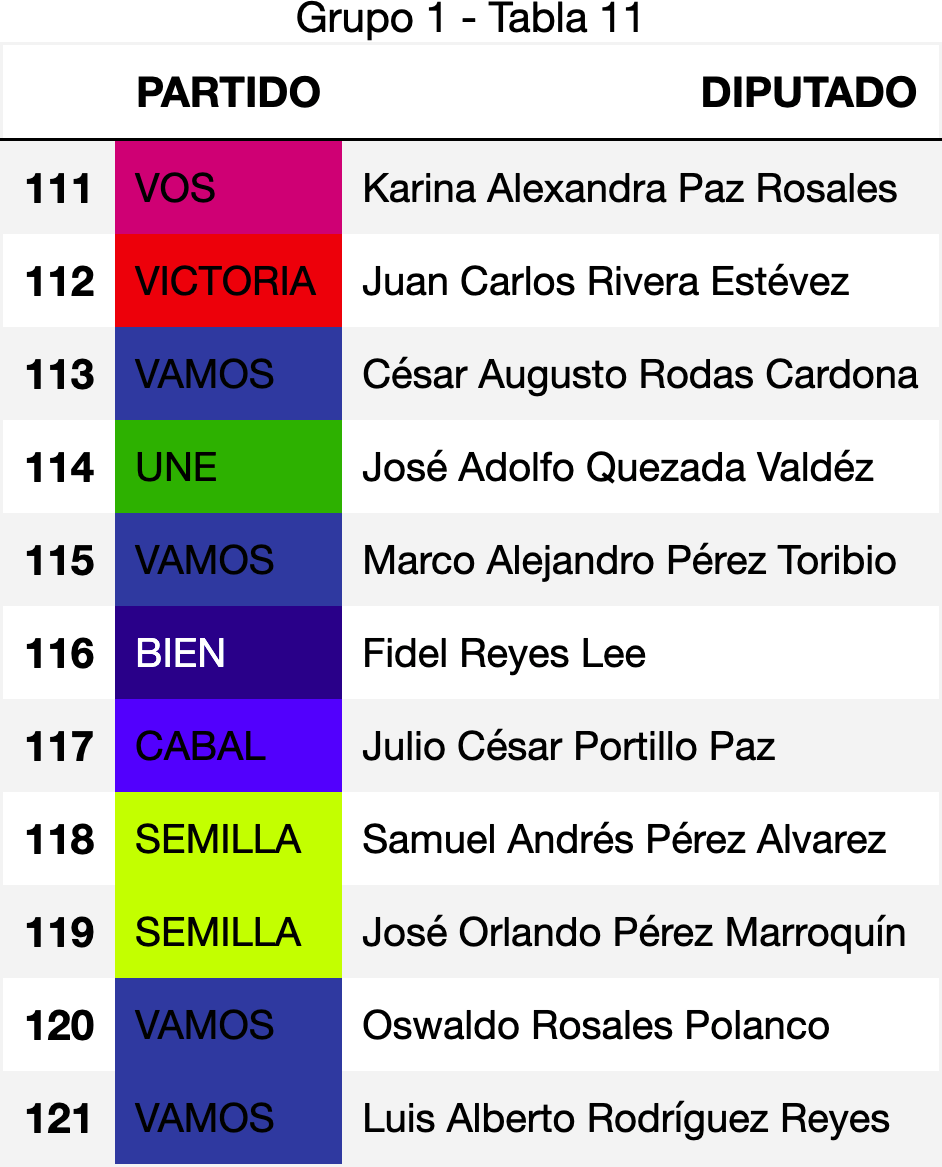 Grupo 1 - Tabla 11
PARTIDO DIPUTADO
111 VOS Karina Alexandra Paz Rosales
112 VICTORIA Juan Carlos Rivera Estévez
113 VAMOS César Augusto Rodas Cardona
114 UNE José Adolfo Quezada Valdéz
115 VAMOS Marco Alejandro Pérez Toribio
116 BIEN Fidel Reyes Lee
117 CABAL Julio César Portillo Paz
118 SEMILLA Samuel Andrés Pérez Alvarez
119 SEMILLA José Orlando Pérez Marroquín
120 VAMOS Oswaldo Rosales Polanco
121 VAMOS Luis Alberto Rodríguez Reyes